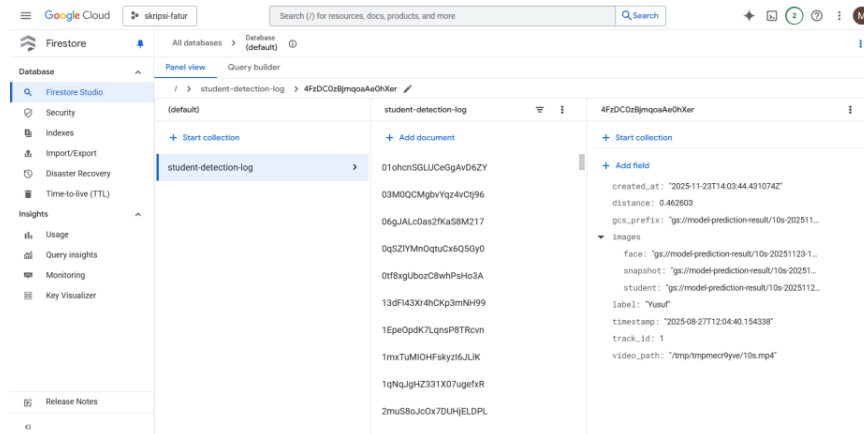 Google Cloud
skripsi-fatur
Search (/) for resources, docs, products, and more
Search
2
M
Firestore
All databases
Database
(default)
Panel view
Query builder
Database
Firestore Studio
Security
Indexes
Import/Export
Disaster Recovery
Time-to-live (TTL)
Insights
Usage
Query insights
Monitoring
Key Visualizer
Release Notes
/ > student-detection-log > 4FzDC0zBjmqoaAe0hXer
(default)
+ Start collection
student-detection-log
student-detection-log
+ Add document
01ohcnSGLUCeGgAvD6ZY
03M0QCMgbvYqz4vCtj96
06gJALc0as2fKaS8M217
0qSZlYMnOqtuCx6Q5Gy0
0tf8xgUbozC8whPsHo3A
13dFI43Xr4hCKp3mNH99
1EpeOpdK7LqnsP8TRcvn
1mxTuMIOHFskyzI6JLlK
1qNqJgHZ331X07ugefxR
2muS8oJcOx7DUHjELDPL
4FzDC0zBjmqoaAe0hXer
+ Start collection
+ Add field
created_at: "2025-11-23T14:03:44.431074Z"
distance: 0.462603
gcs_prefix: "gs://model-prediction-result/10s-202511...
images
face: "gs://model-prediction-result/10s-20251123-1...
snapshot: "gs://model-prediction-result/10s-20251...
student: "gs://model-prediction-result/10s-2025112...
label: "Yusuf"
timestamp: "2025-08-27T12:04:40.154338"
track_id: 1
video_path: "/tmp/tmpmecr9yve/10s.mp4"